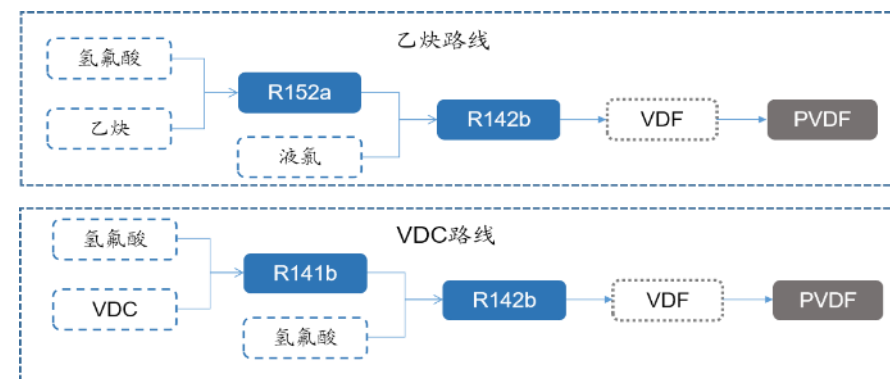 乙炔路线
氢氟酸
R152a
乙炔
R142b
VDF
PVDF
液氯
VDC路线
氢氟酸
R141b
VDC
R142b
VDF
PVDF
氢氟酸